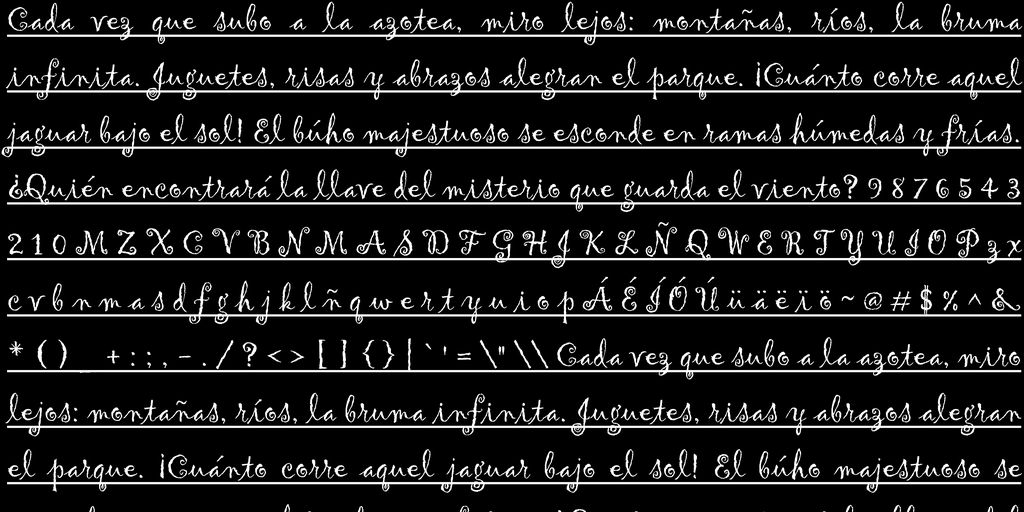 Cada vez que subo a la azotea, miro lejos: montañas, ríos, la bruma
infinita. Juguetes, risas y abrazos alegran el parque. ¡Cuánto corre aquel
jaguar bajo el sol! El búho majestuoso se esconde en ramas húmedas y frías.
¿Quién encontrará la llave del misterio que guarda el viento? 9 8 7 6 5 4 3
2 1 0 M Z X C V B N M A S D F G H J K L Ñ Q W E R T Y U I O P z x
c v b n m a s d f g h j k l ñ q w e r t y u i o p Á É Í Ó Ú ü ä ë ï ö ~ @ # $ % ^ &
* ( ) _ + : ; , - . / ? < > [ ] { } | ` ' = \ " \ \ Cada vez que subo a la azotea, miro
lejos: montañas, ríos, la bruma infinita. Juguetes, risas y abrazos alegran
el parque. ¡Cuánto corre aquel jaguar bajo el sol! El búho majestuoso se